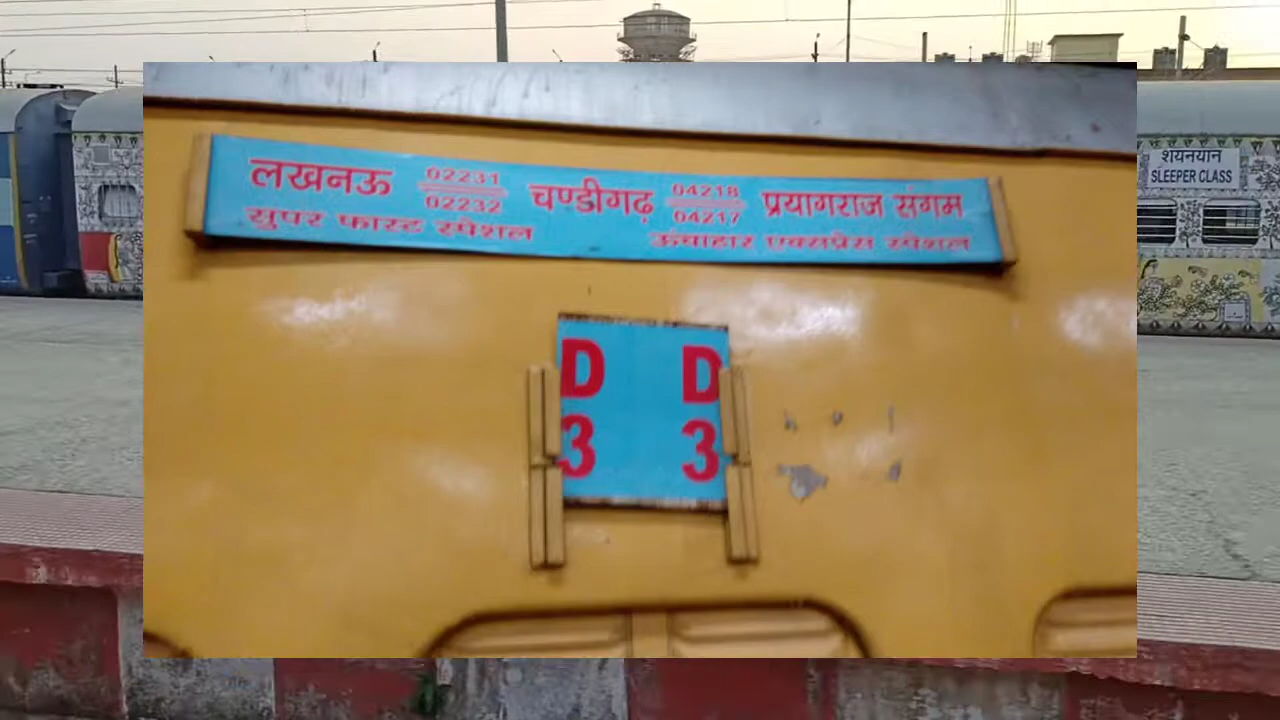 लखनऊ 02231 02232 चण्डीगढ़ 04218 04217 प्रयागराज संगम
सुपर फास्ट स्पेशल ऊंचाहार एक्सप्रेस स्पेशल
D D
3 3
शयनयान
SLEEPER CLASS